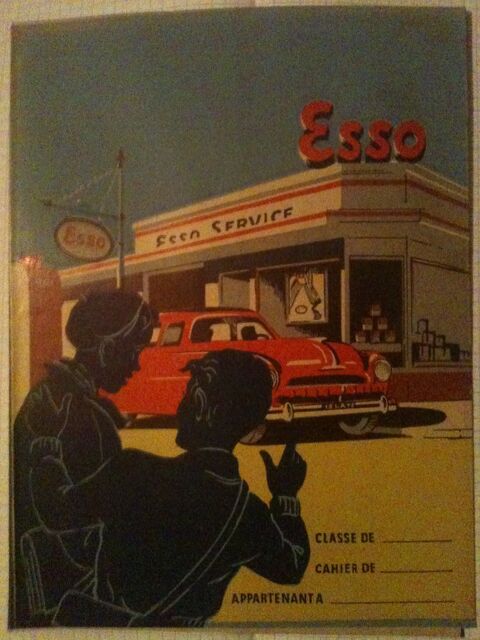 Esso
Esso
Esso Service
CLASSE DE
CAHIER DE
APPARTENANT A